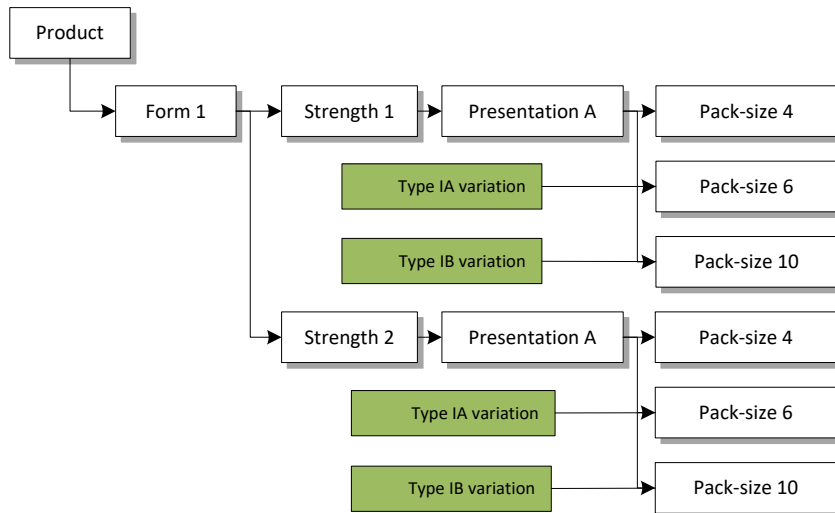 Product
Form 1
Strength 1
Presentation A
Pack-size 4
Type IA variation
Pack-size 6
Type IB variation
Pack-size 10
Strength 2
Presentation A
Pack-size 4
Type IA variation
Pack-size 6
Type IB variation
Pack-size 10